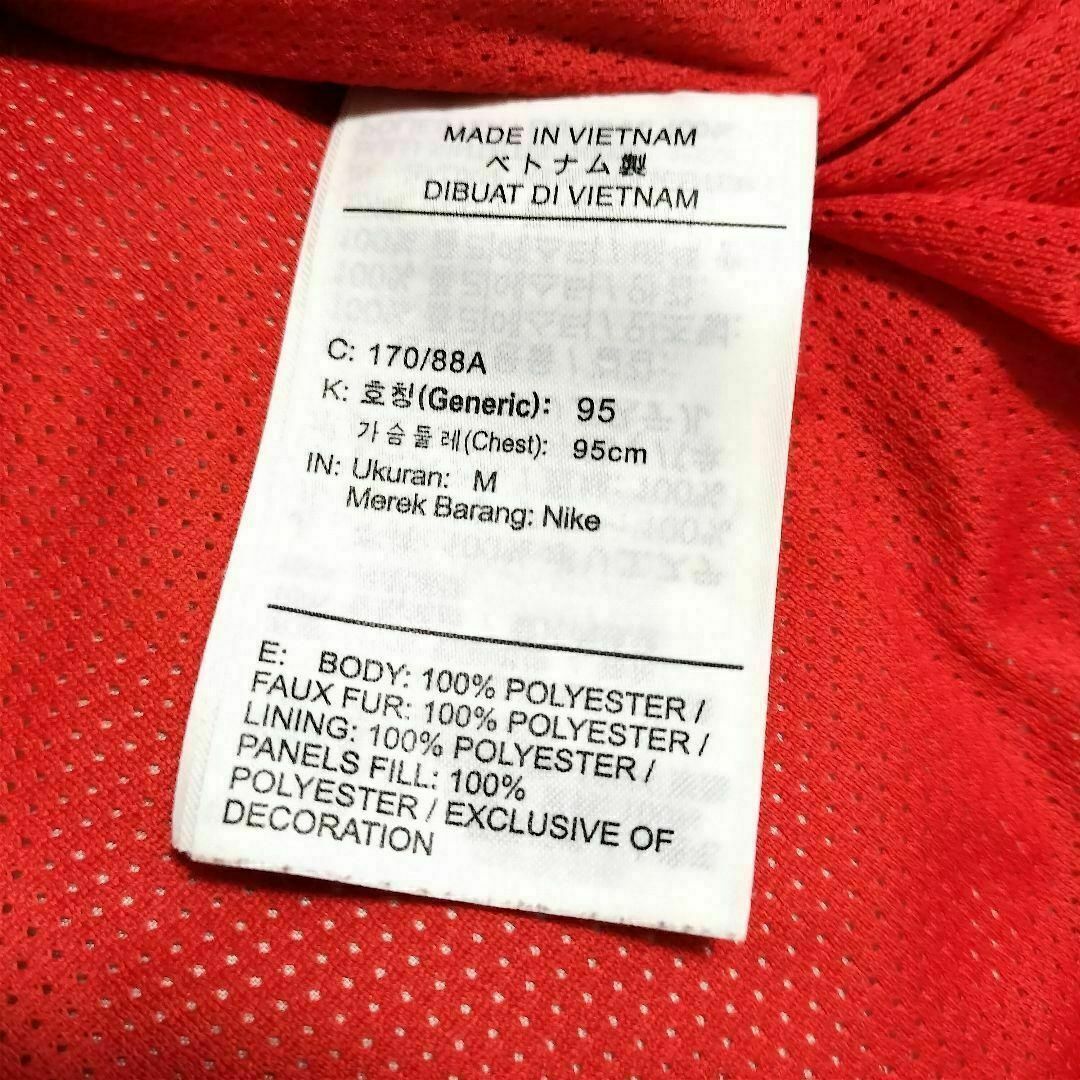 MADE IN VIETNAM
ベトナム製
DIBUAT DI VIETNAM
C: 170/88A
K: 호칭(Generic): 95
가슴둘레(Chest): 95cm
IN: Ukuran: M
Merek Barang: Nike
E: BODY: 100% POLYESTER /
FAUX FUR: 100% POLYESTER /
LINING: 100% POLYESTER /
PANELS FILL: 100%
POLYESTER / EXCLUSIVE OF
DECORATION